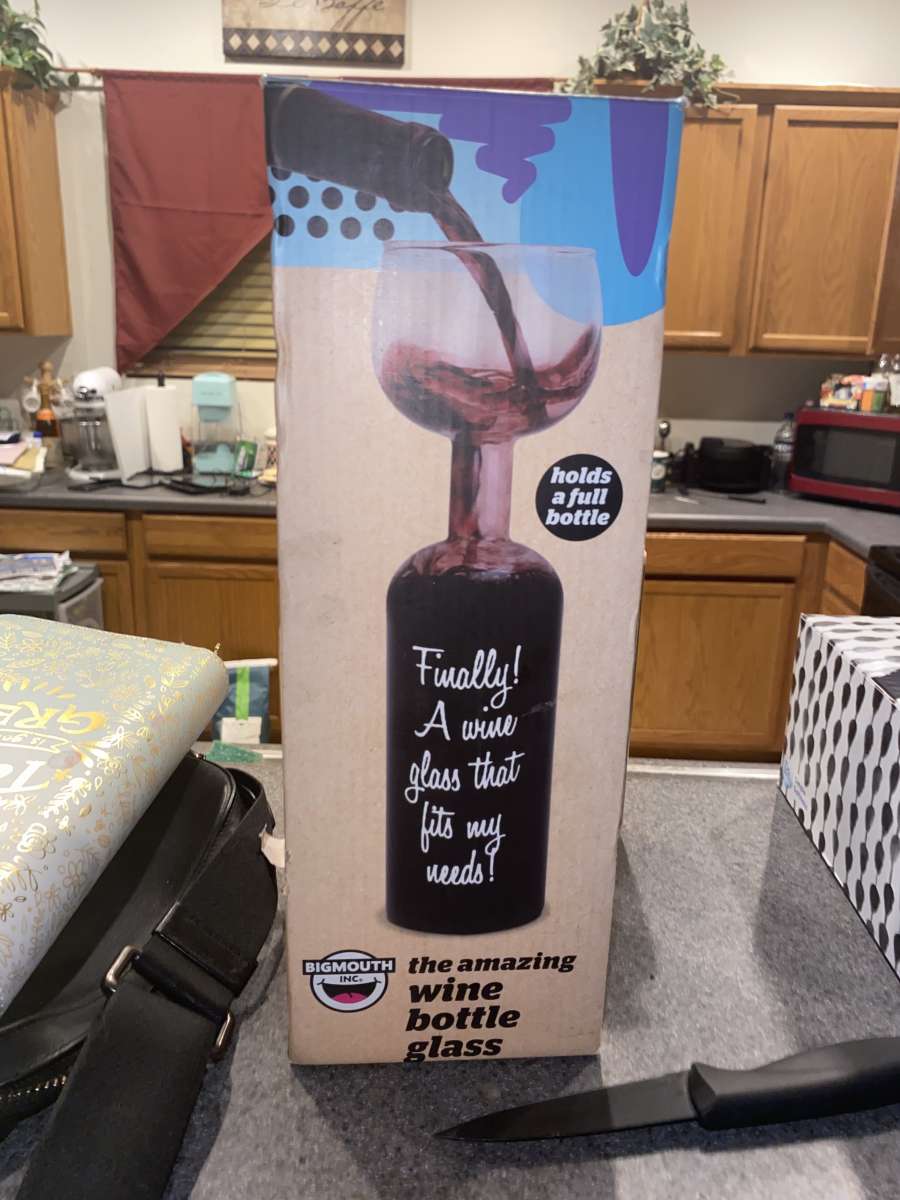 holds
a full
bottle
Finally!
A wine
glass that
fits my
needs!
BIGMOUTH
INC.
the amazing
wine
bottle
glass